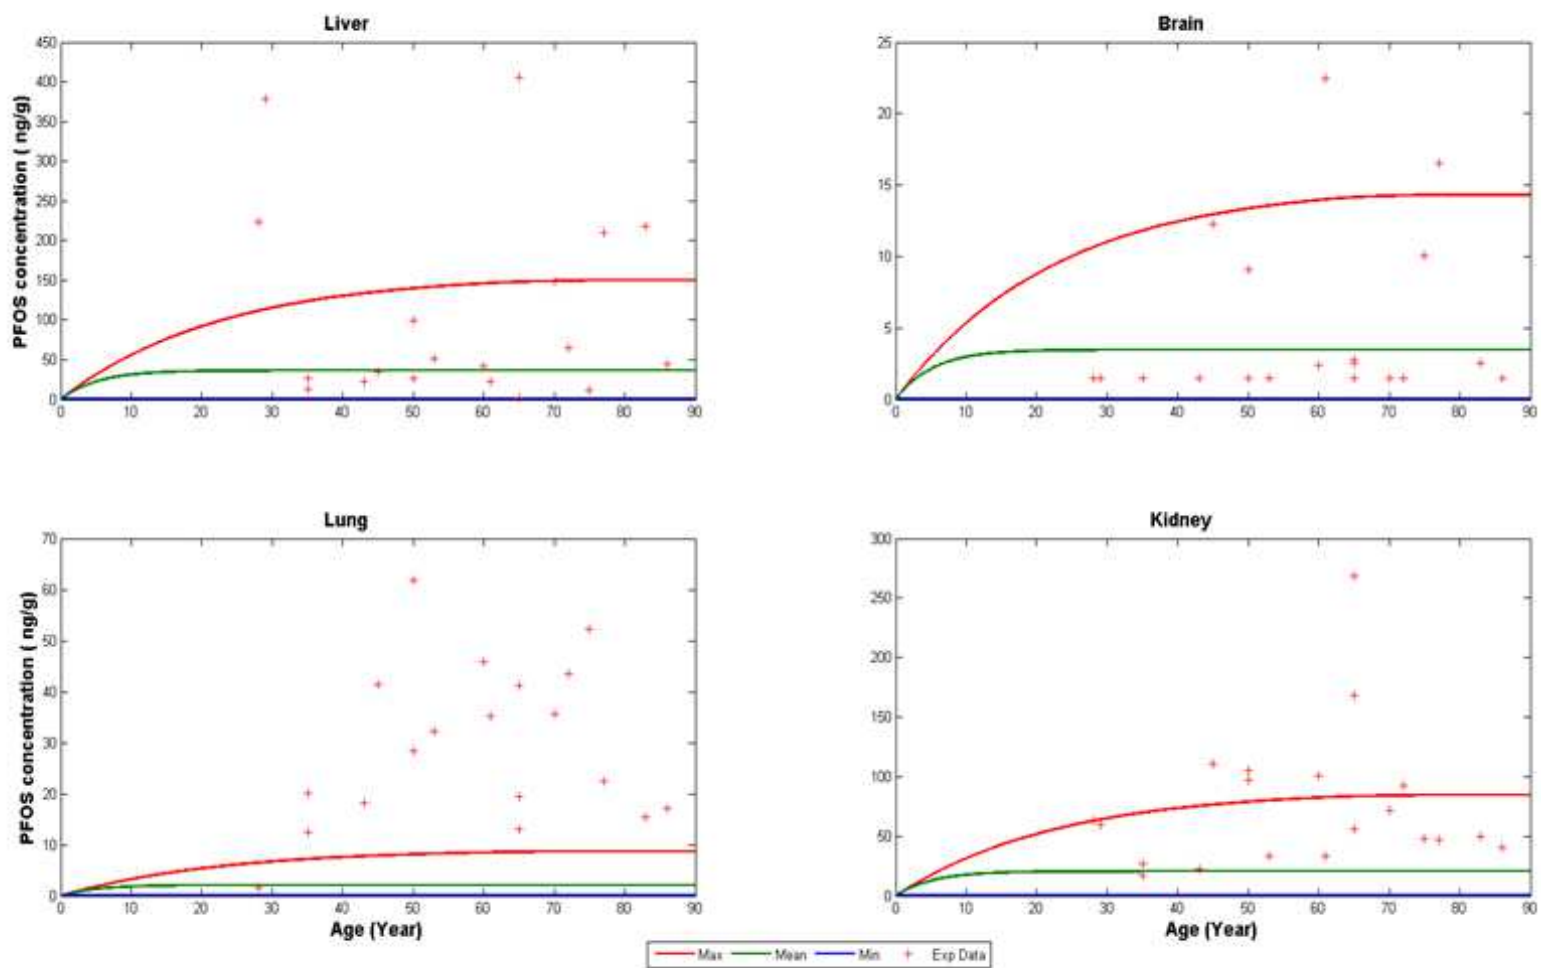 Liver
450
400
350
300
250
200
150
100
50
0
0 10 20 30 40 50 60 70 80 90
PFOS concentration ( ng/g)
Brain
25
20
15
10
5
0
0 10 20 30 40 50 60 70 80 90
Lung
70
60
50
40
30
20
10
0
0 10 20 30 40 50 60 70 80 90
PFOS concentration ( ng/g)
Age (Year)
Kidney
300
250
200
150
100
50
0
0 10 20 30 40 50 60 70 80 90
Age (Year)
Max Mean Min Exp Data